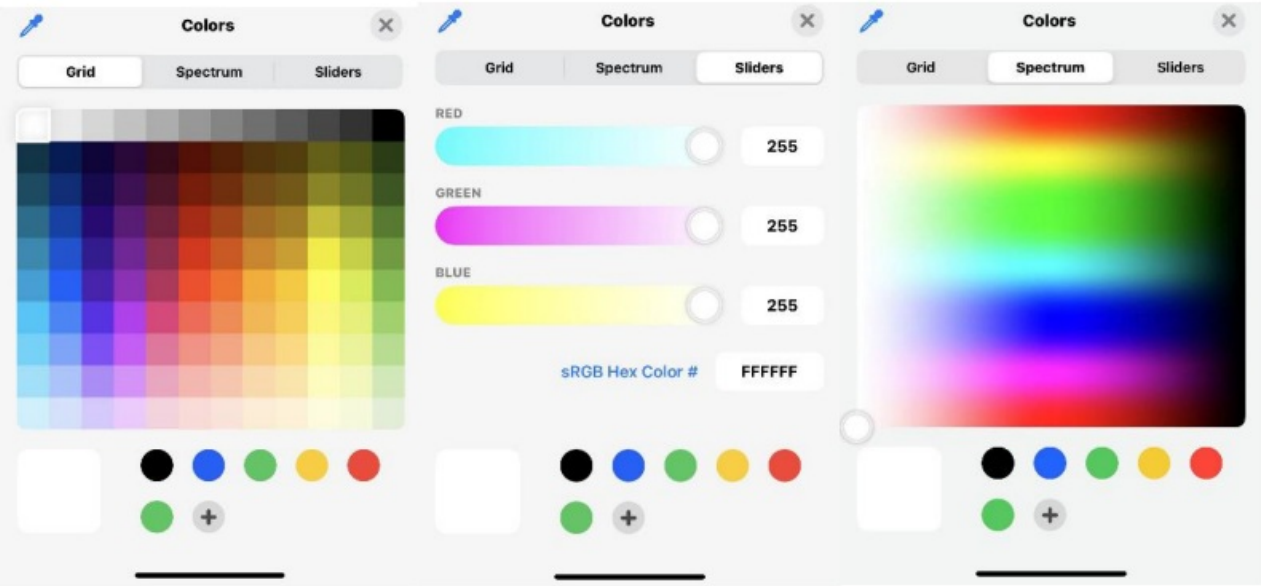 Colors
Grid Spectrum Sliders
Colors
Grid Spectrum Sliders
RED
255
GREEN
255
BLUE
255
sRGB Hex Color # FFFFFF
Colors
Grid Spectrum Sliders